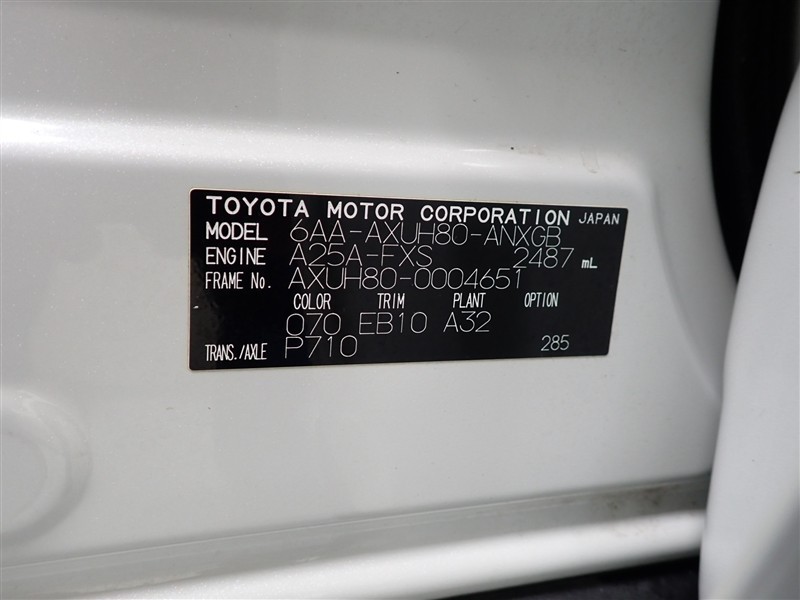 TOYOTA MOTOR CORPORATION JAPAN
MODEL 6AA-AXUH80-ANXGB
ENGINE A25A-FXS 2487 mL
FRAME No. AXUH80-0004651
COLOR TRIM PLANT OPTION
070 EB10 A32
TRANS./AXLE P710 285